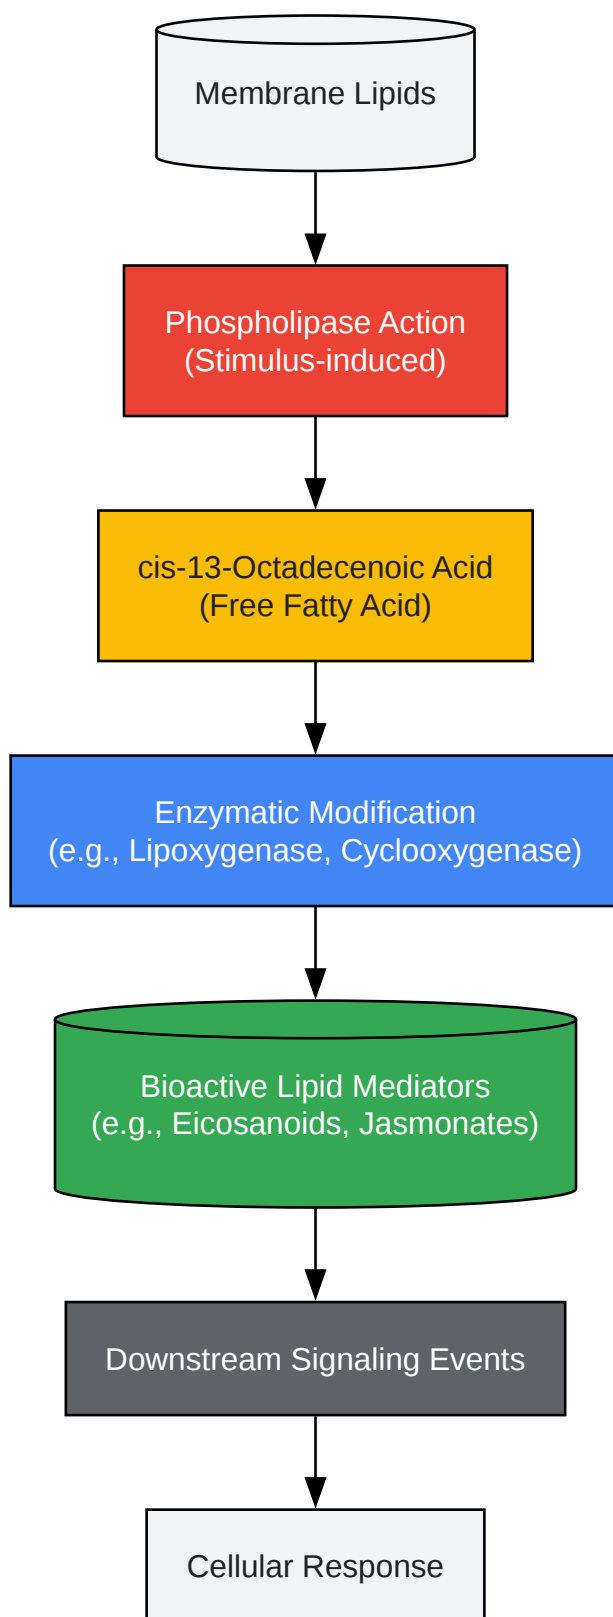 Membrane Lipids
Phospholipase Action
(Stimulus-induced)
cis-13-Octadecenoic Acid
(Free Fatty Acid)
Enzymatic Modification
(e.g., Lipoxygenase, Cyclooxygenase)
Bioactive Lipid Mediators
(e.g., Eicosanoids, Jasmonates)
Downstream Signaling Events
Cellular Response